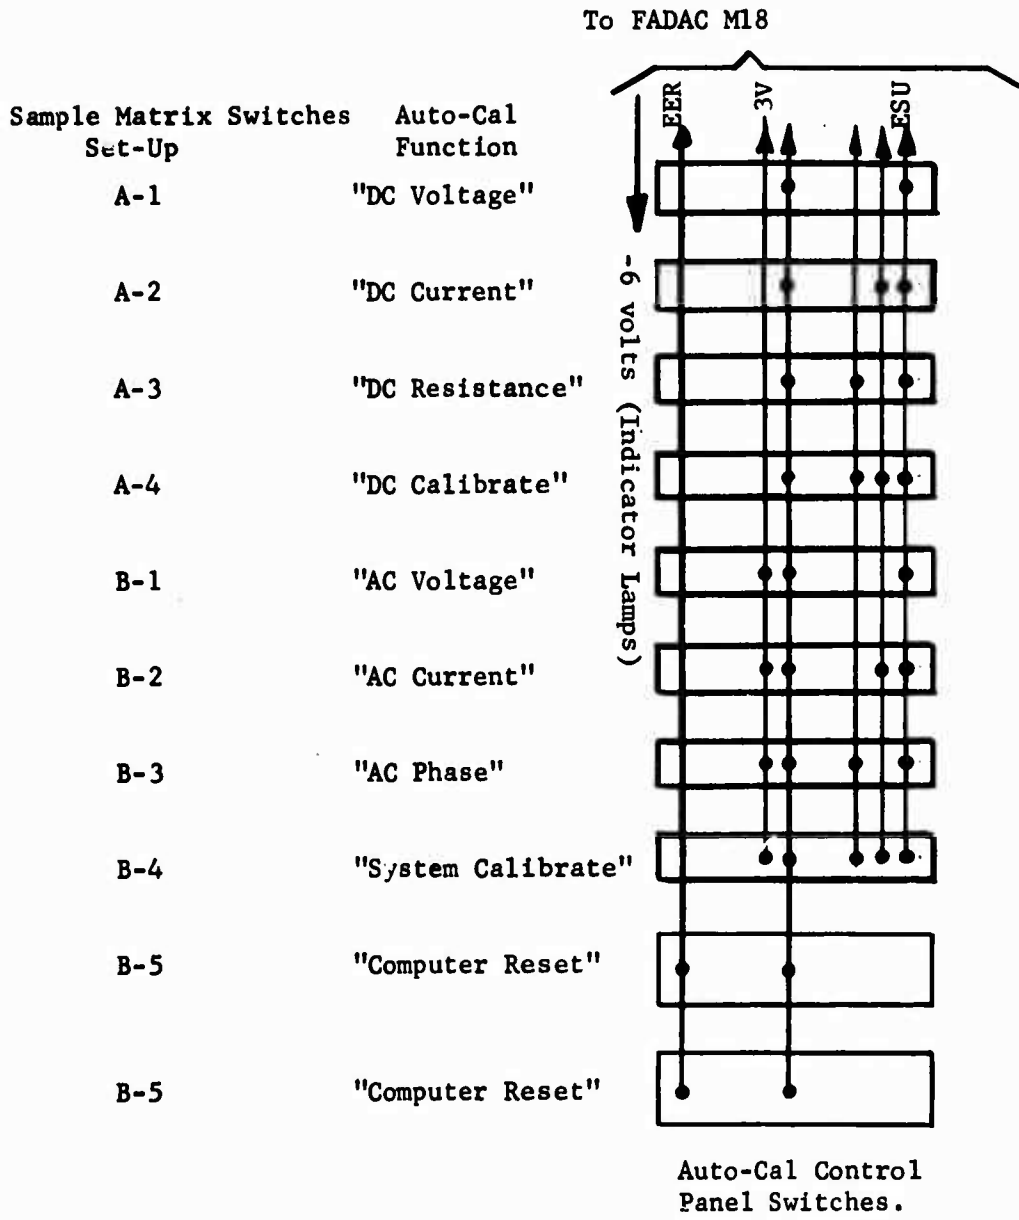 To FADAC M18
EER
3V
ESU
Sample Matrix Switches Auto-Cal
Set-Up Function
A-1 "DC Voltage"
A-2 "DC Current"
A-3 "DC Resistance"
A-4 "DC Calibrate"
B-1 "AC Voltage"
B-2 "AC Current"
B-3 "AC Phase"
B-4 "System Calibrate"
B-5 "Computer Reset"
B-5 "Computer Reset"
-6 volts (Indicator Lamps)
Auto-Cal Control
Panel Switches.